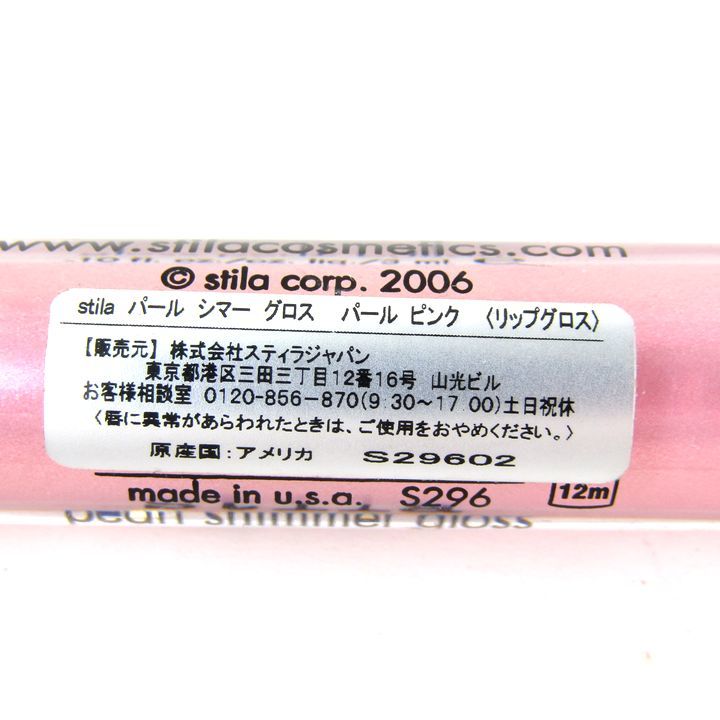 www.stilacosmetics.com
© stila corp. 2006
stila パール シマー グロス パール ピンク 〈リップグロス〉
【販売元】株式会社スティラジャパン
東京都港区三田三丁目12番16号 山光ビル
お客様相談室 0120-856-870(9:30～17:00)土日祝休
〈唇に異常があらわれたときは、ご使用をおやめください。〉
原産国:アメリカ S29602
made in u.s.a. S296 12m
pearl shimmer gloss